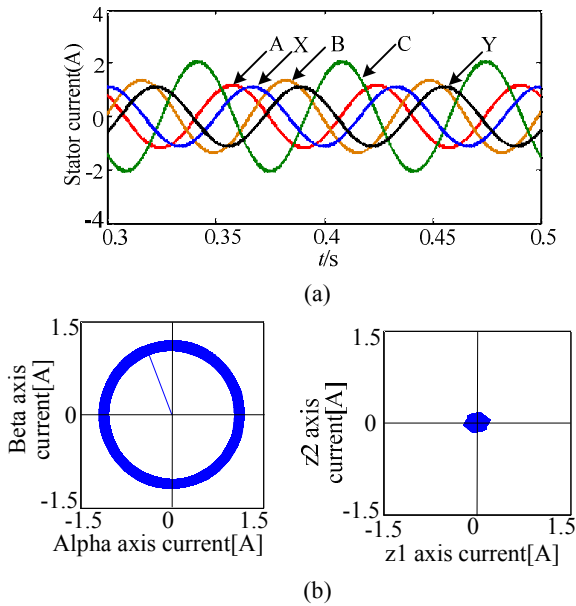 4
2
0
-2
-4
Stator current(A)
A X B C Y
0.3 0.35 0.4 0.45 0.5
t/s
(a)
1.5
0
-1.5
Beta axis
current[A]
-1.5 0 1.5
Alpha axis current[A]
1.5
0
-1.5
z2 axis
current[A]
-1.5 0 1.5
z1 axis current[A]
(b)